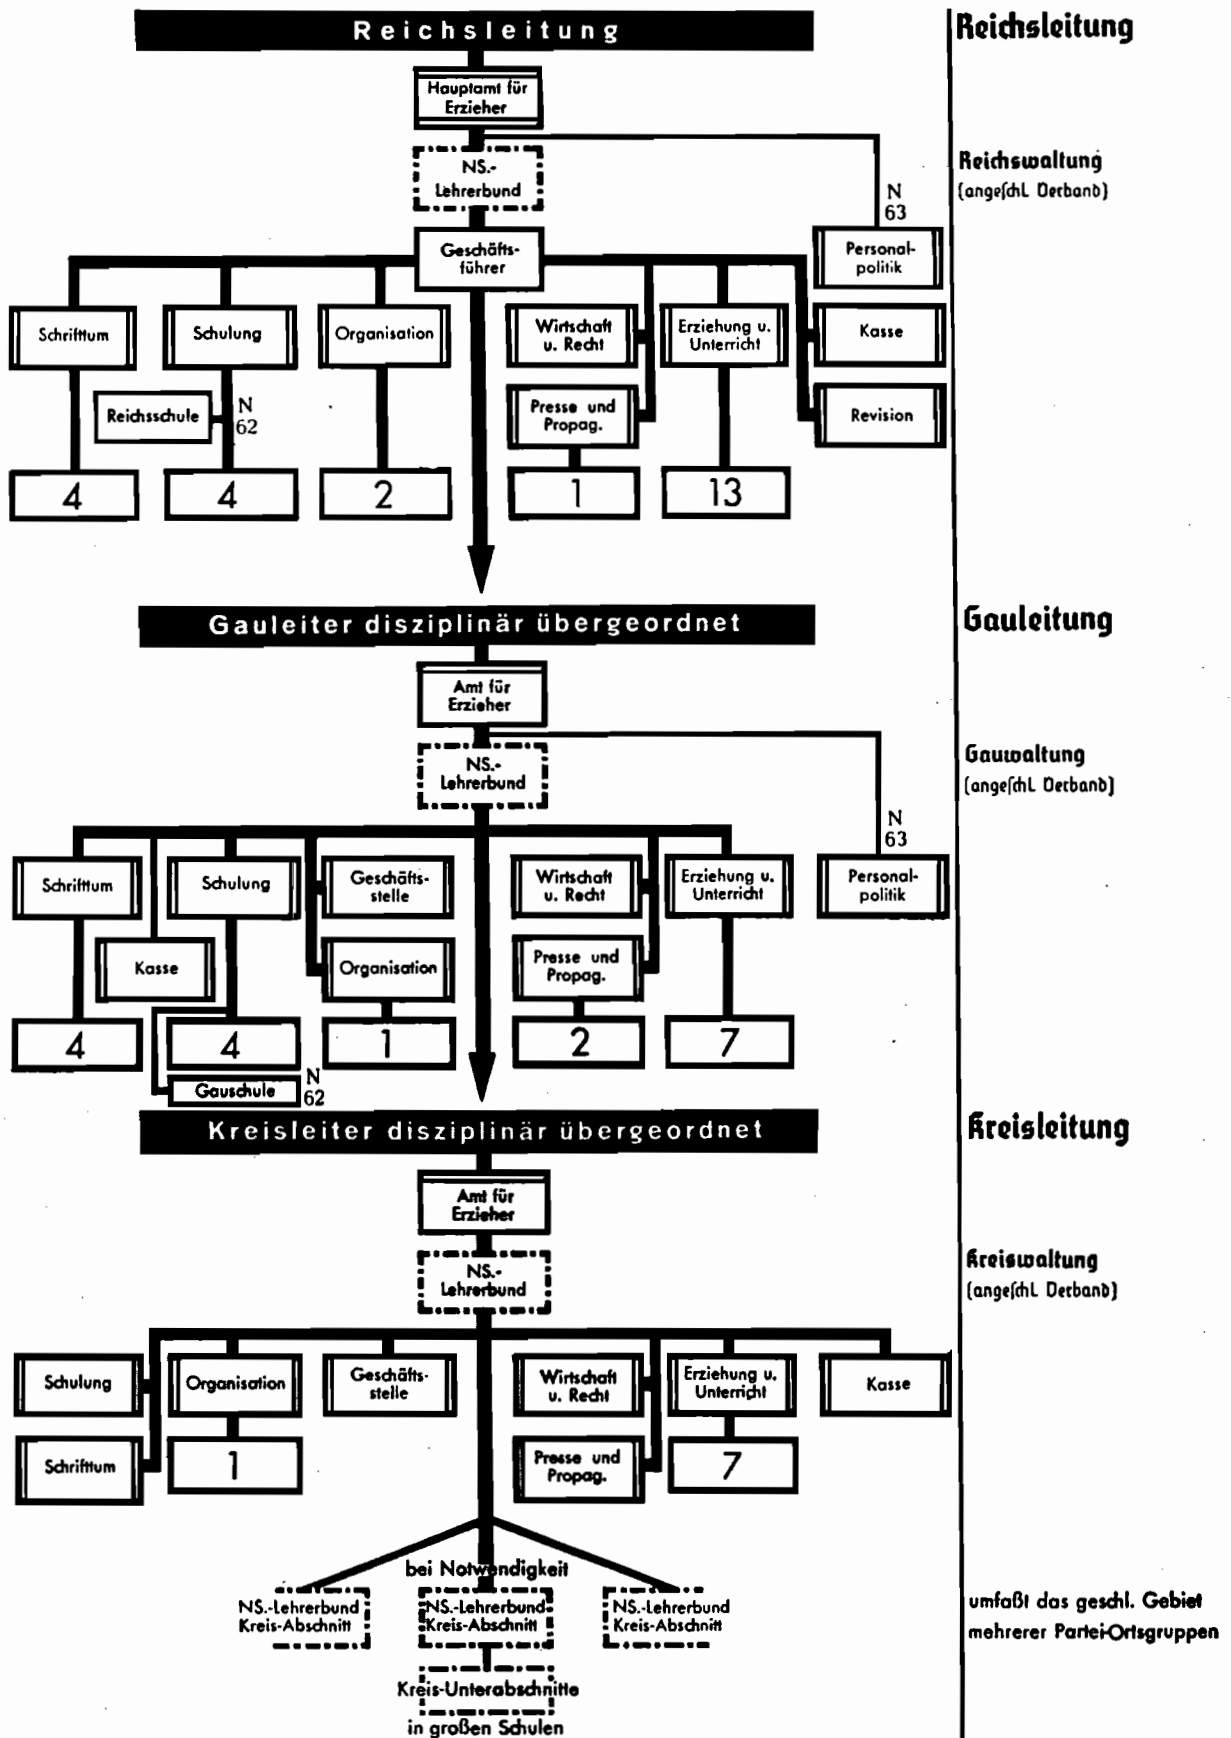 Reichsleitung
Reichsleitung
Hauptamt für
Erzieher
NS.-
Lehrerbund
Reichswaltung
(angeschl. Verband)
N
63
Geschäfts-
führer
Personal-
politik
Schrifttum
Schulung
Organisation
Wirtschaft
u. Recht
Erziehung u.
Unterricht
Kasse
Reichsschule
N
62
Presse und
Propag.
Revision
4
4
2
1
13
Gauleiter disziplinär übergeordnet
Gauleitung
Amt für
Erzieher
NS.-
Lehrerbund
Gauwaltung
(angeschl. Verband)
N
63
Schrifttum
Schulung
Geschäfts-
stelle
Wirtschaft
u. Recht
Erziehung u.
Unterricht
Personal-
politik
Kasse
Organisation
Presse und
Propag.
4
4
1
2
7
Gauschule
N
62
Kreisleiter disziplinär übergeordnet
Kreisleitung
Amt für
Erzieher
NS.-
Lehrerbund
Kreiswaltung
(angeschl. Verband)
Schulung
Organisation
Geschäfts-
stelle
Wirtschaft
u. Recht
Erziehung u.
Unterricht
Kasse
Schrifttum
1
Presse und
Propag.
7
bei Notwendigkeit
NS.-Lehrerbund
Kreis-Abschnitt
NS.-Lehrerbund
Kreis-Abschnitt
NS.-Lehrerbund
Kreis-Abschnitt
umfaßt das geschl. Gebiet
mehrerer Partei-Ortsgruppen
Kreis-Unterabschnitte
in großen Schulen